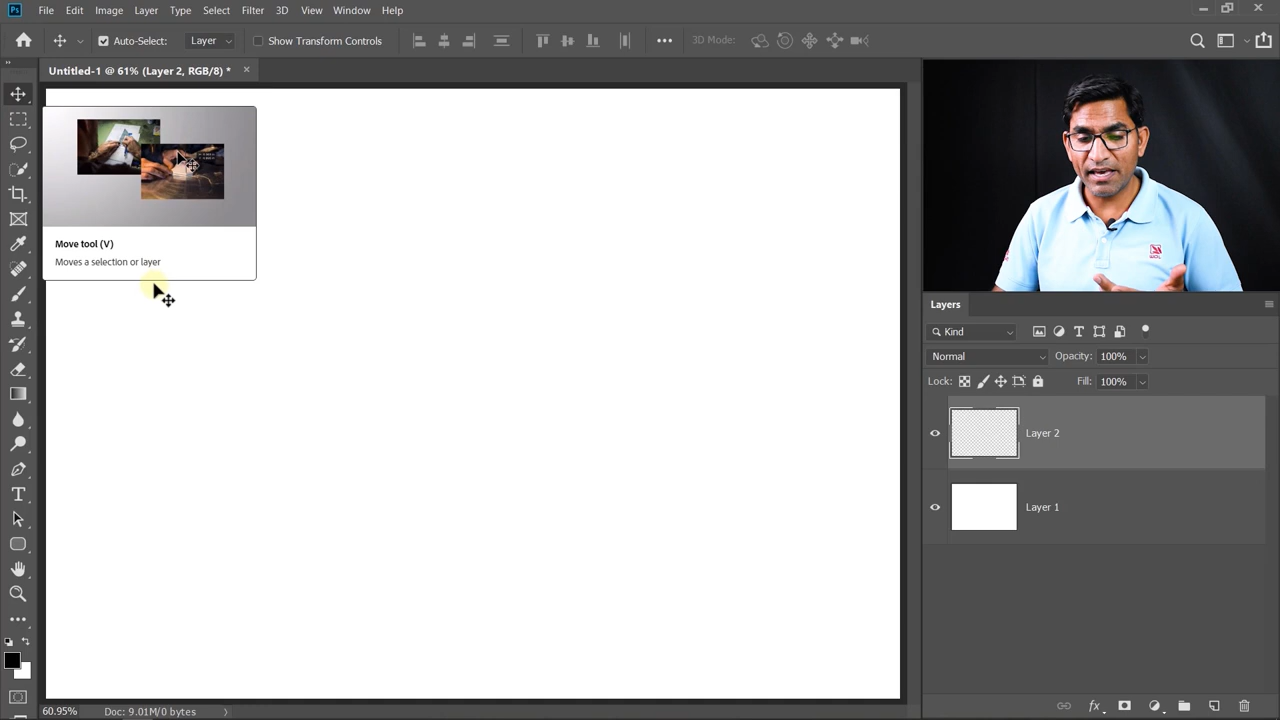 Ps File Edit Image Layer Type Select Filter 3D View Window Help
Auto-Select: Layer Show Transform Controls 3D Mode:
Untitled-1 @ 61% (Layer 2, RGB/8) *
Move tool (V)
Moves a selection or layer
Layers
Kind
Normal Opacity: 100%
Lock: Fill: 100%
Layer 2
Layer 1
60.95% Doc: 9.01M/0 bytes